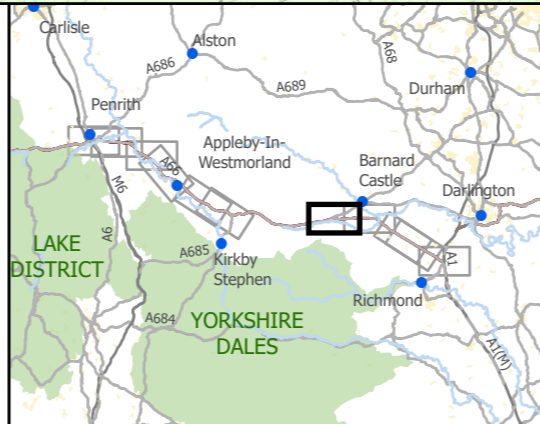 Carlisle
Alston
A68
A686
A689
Durham
Penrith
Appleby-In-
Westmorland
Barnard
Castle
Darlington
A66
M6
LAKE
DISTRICT
A6
A685
Kirkby
Stephen
A1
Richmond
A684
YORKSHIRE
DALES
A1(M)